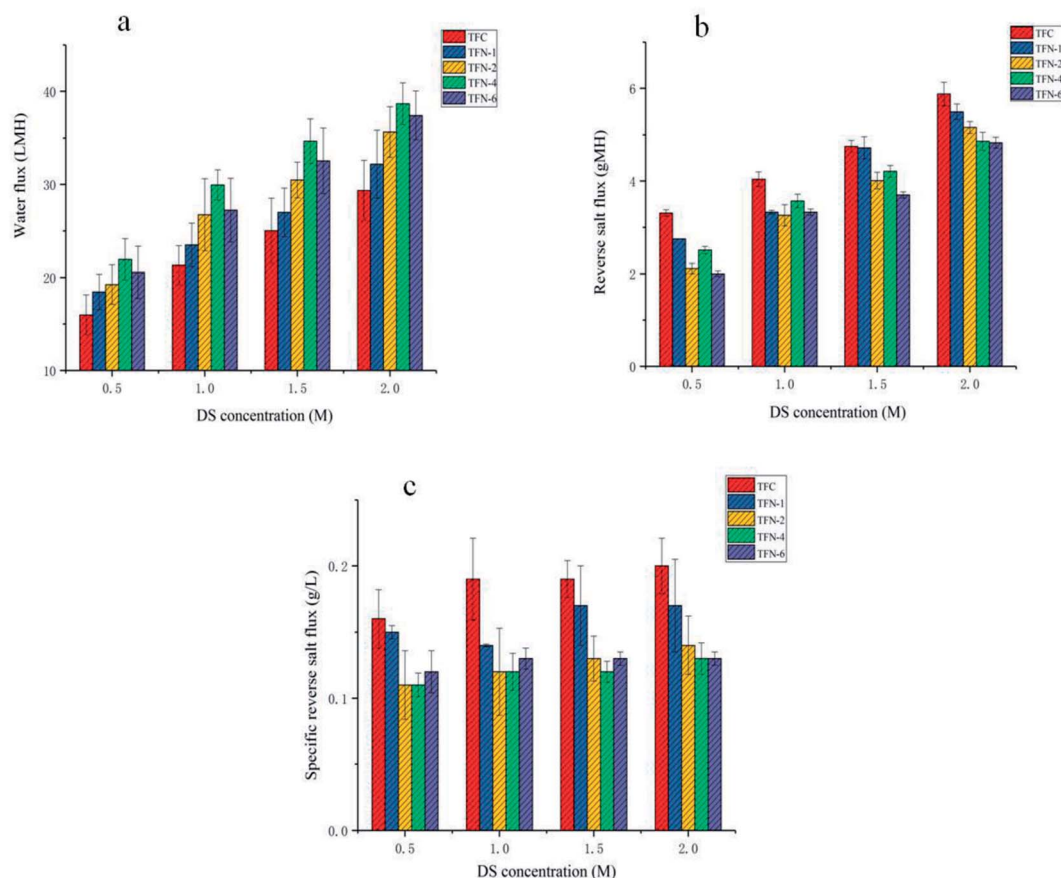 a
TFC
TFN-1
TFN-2
TFN-4
TFN-6
40
30
20
10
Water flux (LMH)
0.5 1.0 1.5 2.0
DS concentration (M)
b
TFC
TFN-1
TFN-2
TFN-4
TFN-6
6
4
2
0
Reverse salt flux (gMH)
0.5 1.0 1.5 2.0
DS concentration (M)
c
TFC
TFN-1
TFN-2
TFN-4
TFN-6
0.2
0.1
0.0
Specific reverse salt flux (g/L)
0.5 1.0 1.5 2.0
DS concentration (M)